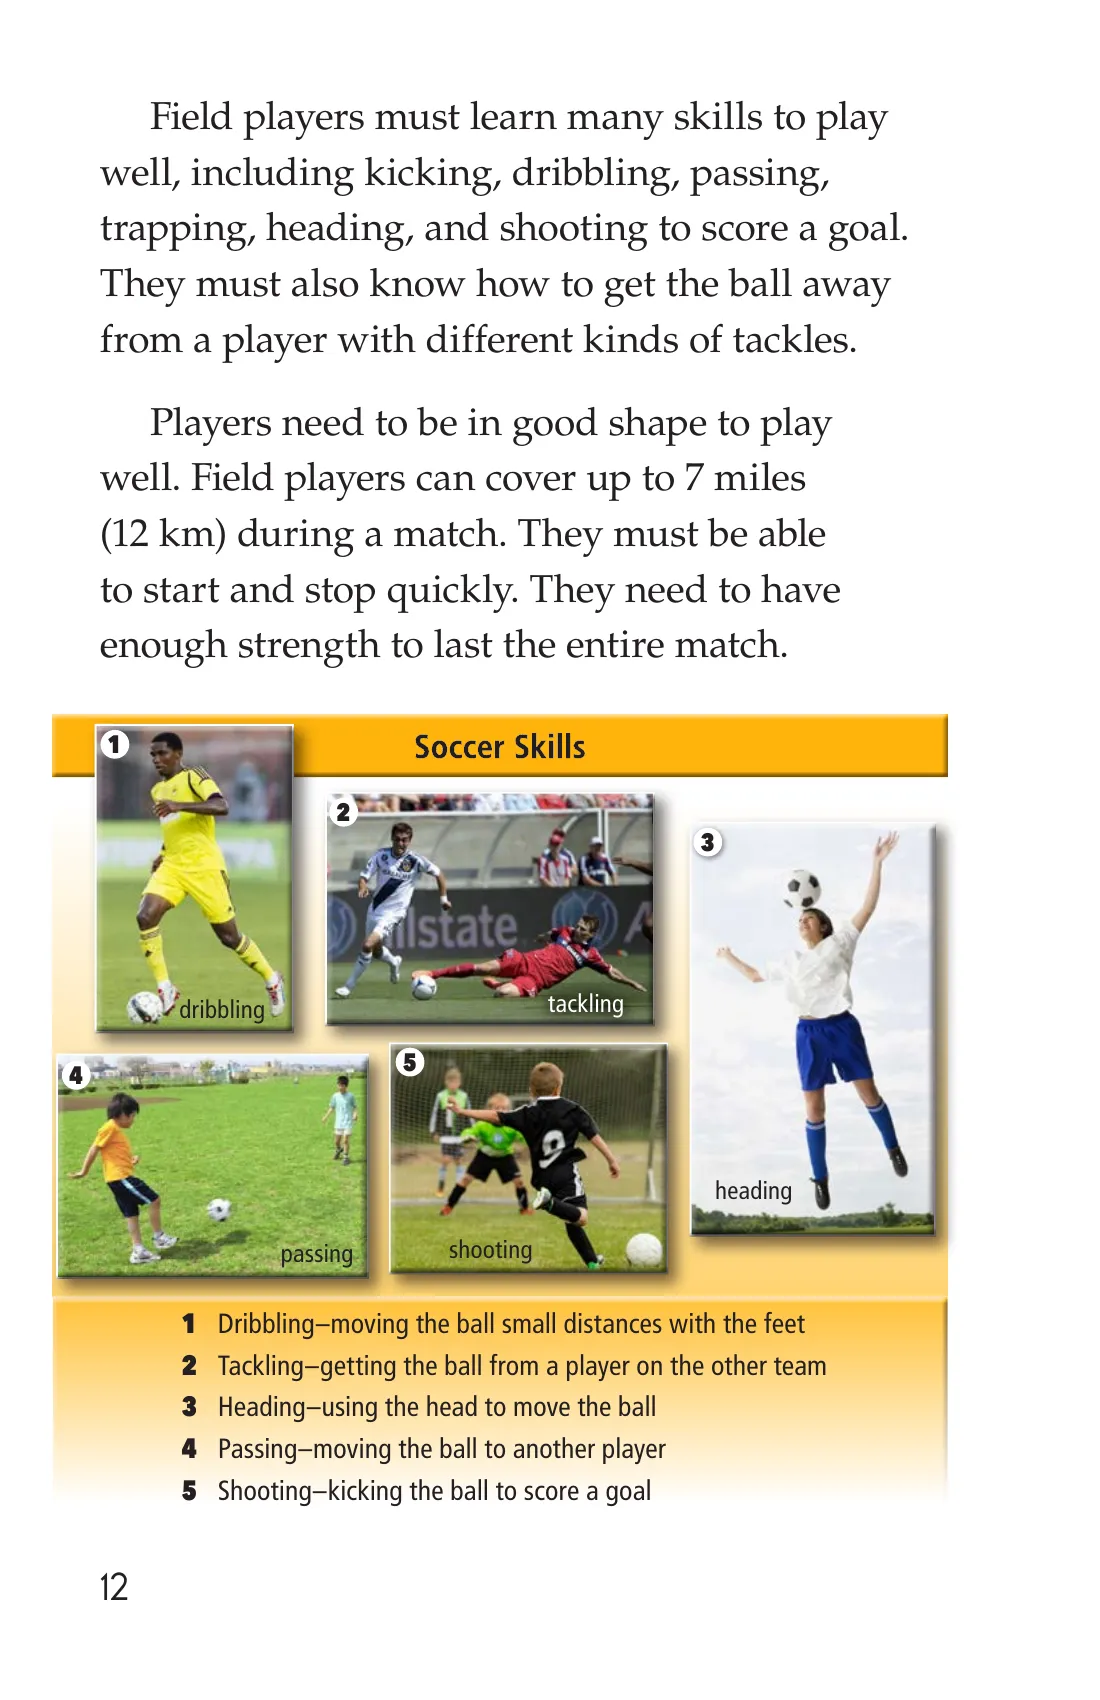 Field players must learn many skills to play
well, including kicking, dribbling, passing,
trapping, heading, and shooting to score a goal.
They must also know how to get the ball away
from a player with different kinds of tackles.
Players need to be in good shape to play
well. Field players can cover up to 7 miles
(12 km) during a match. They must be able
to start and stop quickly. They need to have
enough strength to last the entire match.
Soccer Skills
1
dribbling
2
llstate
A
tackling
3
heading
4
passing
5
9
shooting
1 Dribbling–moving the ball small distances with the feet
2 Tackling–getting the ball from a player on the other team
3 Heading–using the head to move the ball
4 Passing–moving the ball to another player
5 Shooting–kicking the ball to score a goal
12